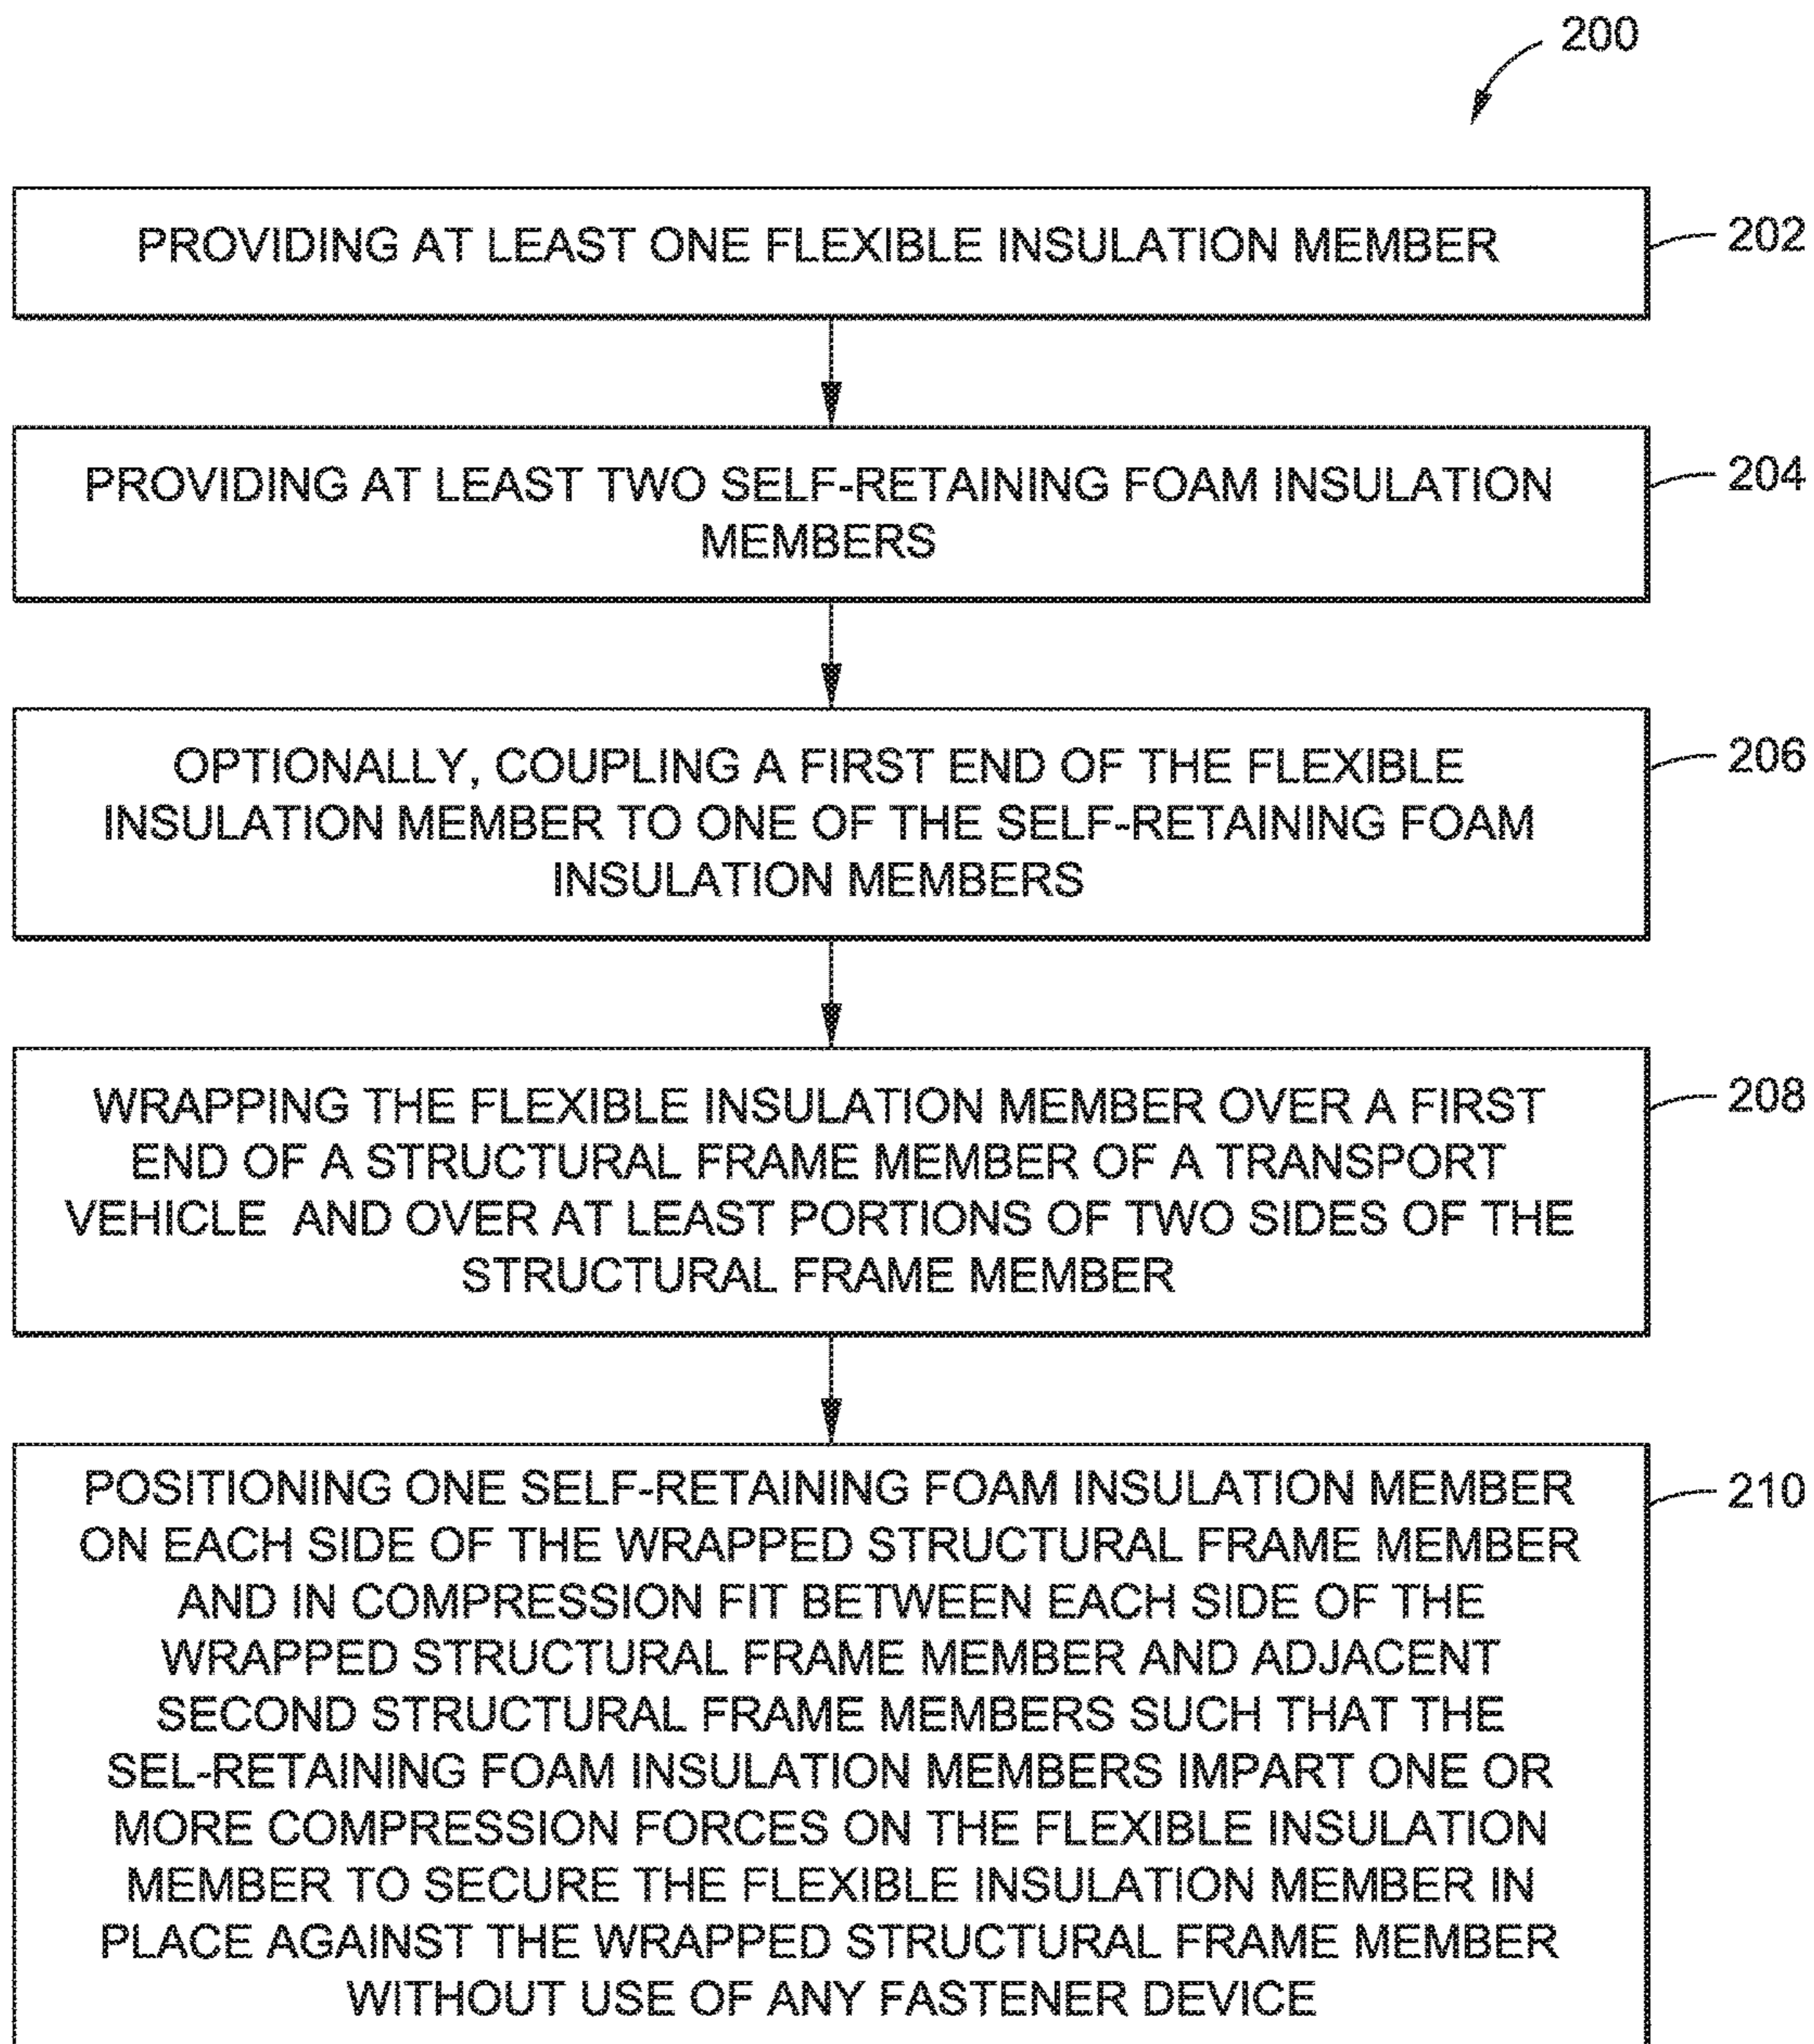 200
PROVIDING AT LEAST ONE FLEXIBLE INSULATION MEMBER
202
PROVIDING AT LEAST TWO SELF-RETAINING FOAM INSULATION
MEMBERS
204
OPTIONALLY, COUPLING A FIRST END OF THE FLEXIBLE
INSULATION MEMBER TO ONE OF THE SELF-RETAINING FOAM
INSULATION MEMBERS
206
WRAPPING THE FLEXIBLE INSULATION MEMBER OVER A FIRST
END OF A STRUCTURAL FRAME MEMBER OF A TRANSPORT
VEHICLE AND OVER AT LEAST PORTIONS OF TWO SIDES OF THE
STRUCTURAL FRAME MEMBER
208
POSITIONING ONE SELF-RETAINING FOAM INSULATION MEMBER
ON EACH SIDE OF THE WRAPPED STRUCTURAL FRAME MEMBER
AND IN COMPRESSION FIT BETWEEN EACH SIDE OF THE
WRAPPED STRUCTURAL FRAME MEMBER AND ADJACENT
SECOND STRUCTURAL FRAME MEMBERS SUCH THAT THE
SEL-RETAINING FOAM INSULATION MEMBERS IMPART ONE OR
MORE COMPRESSION FORCES ON THE FLEXIBLE INSULATION
MEMBER TO SECURE THE FLEXIBLE INSULATION MEMBER IN
PLACE AGAINST THE WRAPPED STRUCTURAL FRAME MEMBER
WITHOUT USE OF ANY FASTENER DEVICE
210